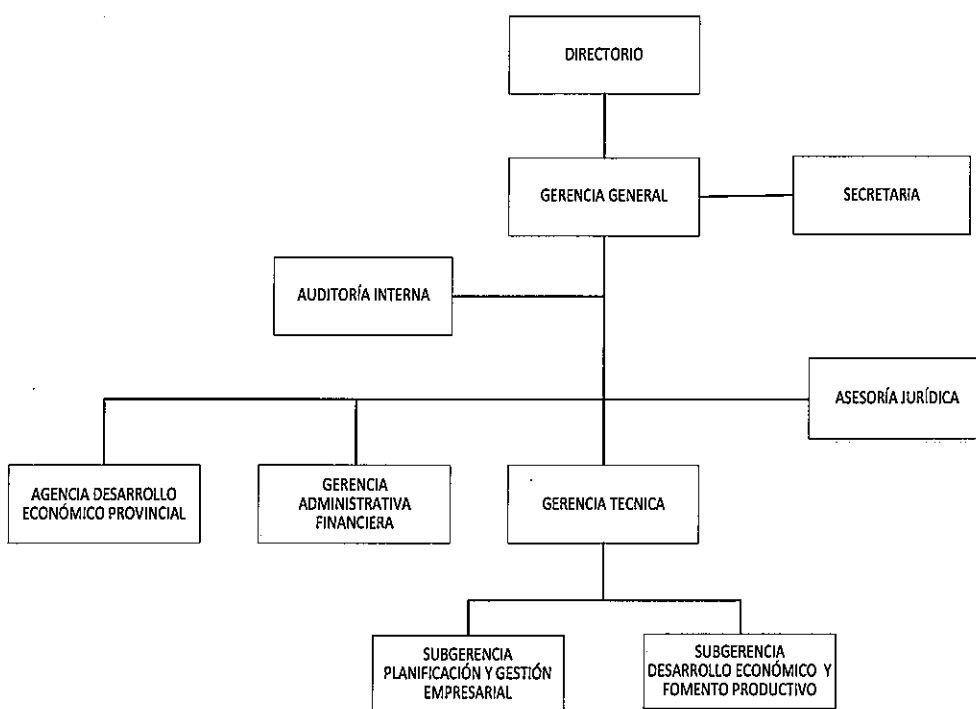 DIRECTORIO
GERENCIA GENERAL
SECRETARIA
AUDITORÍA INTERNA
ASESORÍA JURÍDICA
AGENCIA DESARROLLO
ECONÓMICO PROVINCIAL
GERENCIA
ADMINISTRATIVA
FINANCIERA
GERENCIA TECNICA
SUBGERENCIA
PLANIFICACIÓN Y GESTIÓN
EMPRESARIAL
SUBGERENCIA
DESARROLLO ECONÓMICO Y
FOMENTO PRODUCTIVO